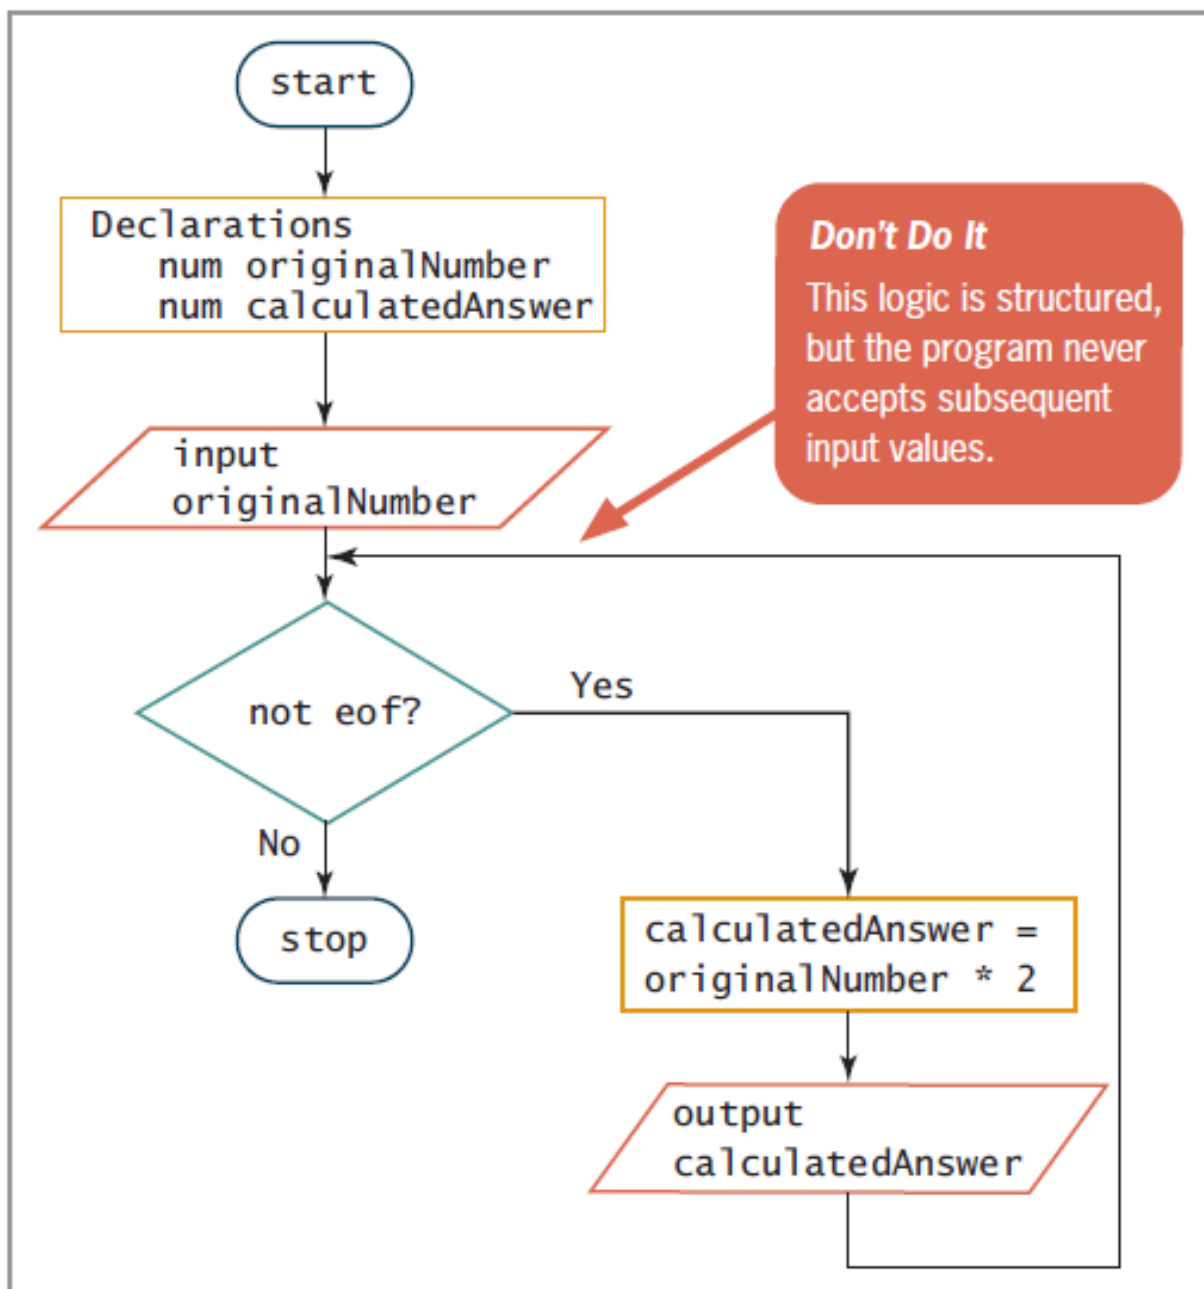 start
Declarations
num originalNumber
num calculatedAnswer
Don't Do It
This logic is structured,
but the program never
accepts subsequent
input values.
input
originalNumber
not eof?
Yes
No
stop
calculatedAnswer =
originalNumber * 2
output
calculatedAnswer